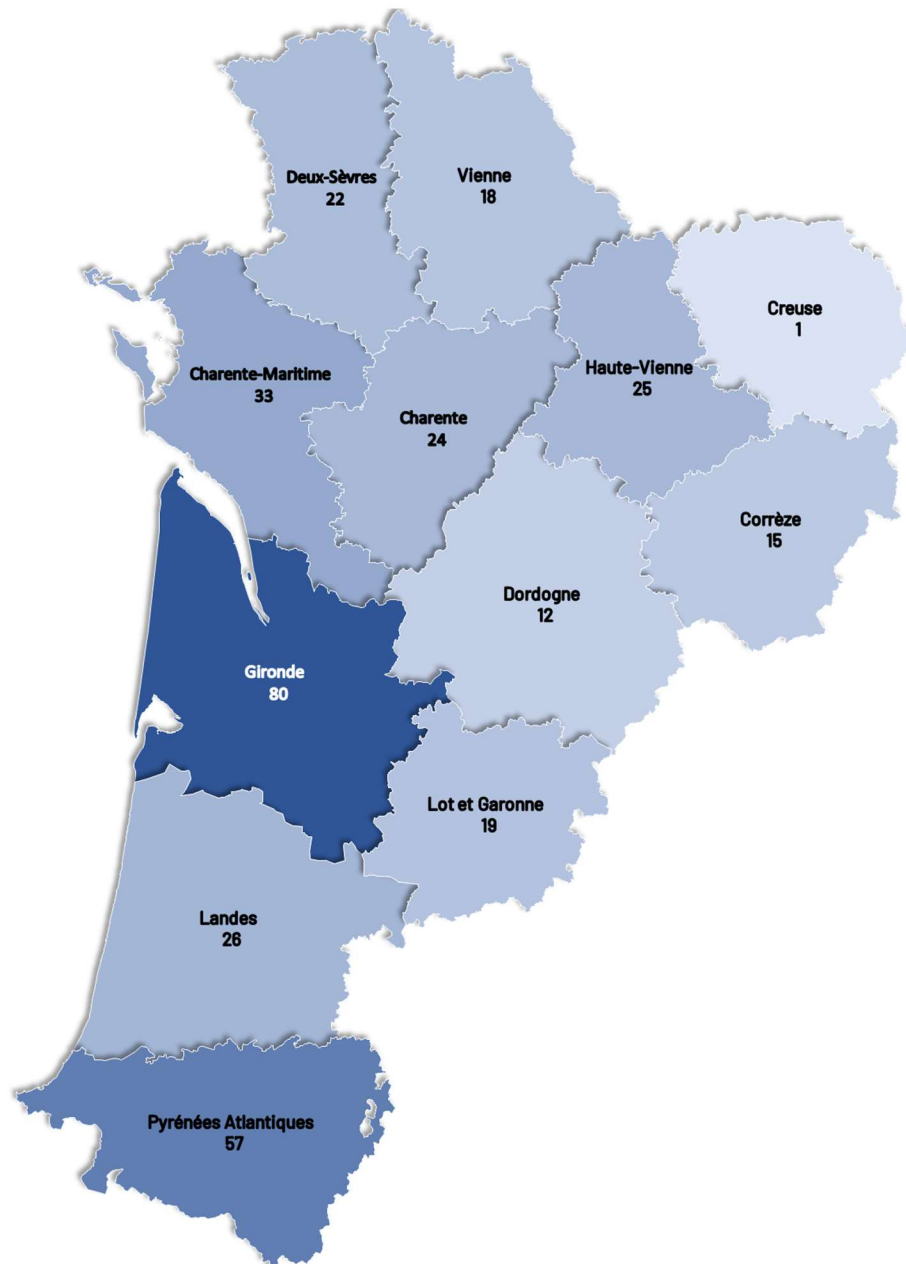 Deux-Sèvres
22
Vienne
18
Creuse
1
Charente-Maritime
33
Haute-Vienne
25
Charente
24
Corrèze
15
Dordogne
12
Gironde
80
Lot et Garonne
19
Landes
26
Pyrénées Atlantiques
57